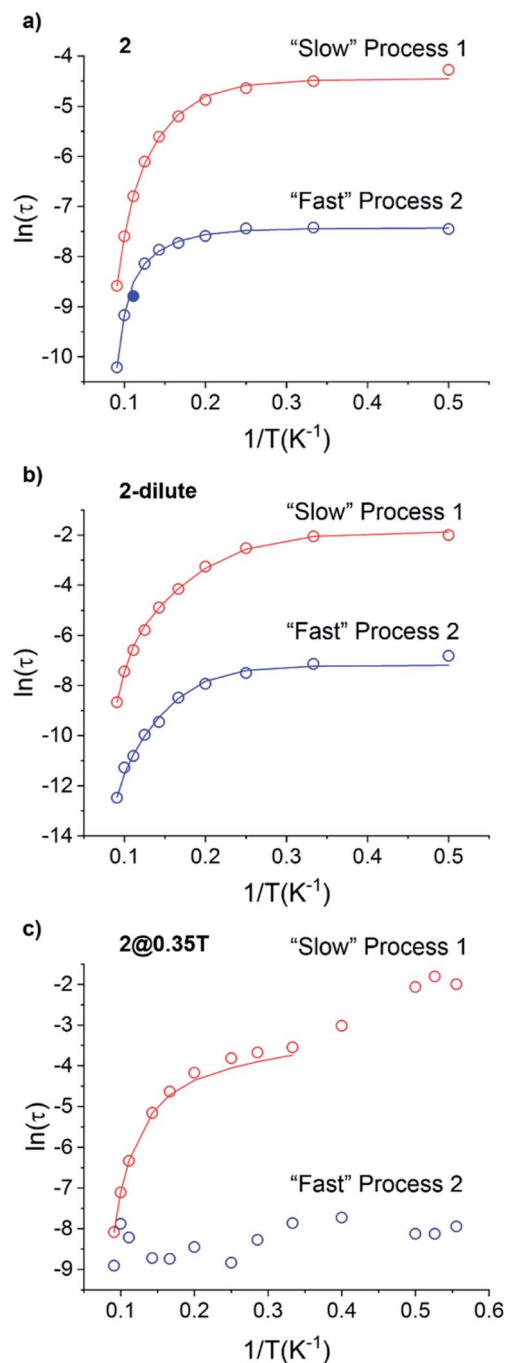 a)
2
"Slow" Process 1
-4
-5
-6
"Fast" Process 2
-7
-8
-9
-10
ln(τ)
0.1 0.2 0.3 0.4 0.5
1/T(K⁻¹)
b)
2-dilute
"Slow" Process 1
-2
-4
-6
"Fast" Process 2
-8
-10
-12
-14
ln(τ)
0.1 0.2 0.3 0.4 0.5
1/T(K⁻¹)
c)
2@0.35T
"Slow" Process 1
-2
-3
-4
-5
-6
-7
"Fast" Process 2
-8
-9
ln(τ)
0.1 0.2 0.3 0.4 0.5 0.6
1/T(K⁻¹)